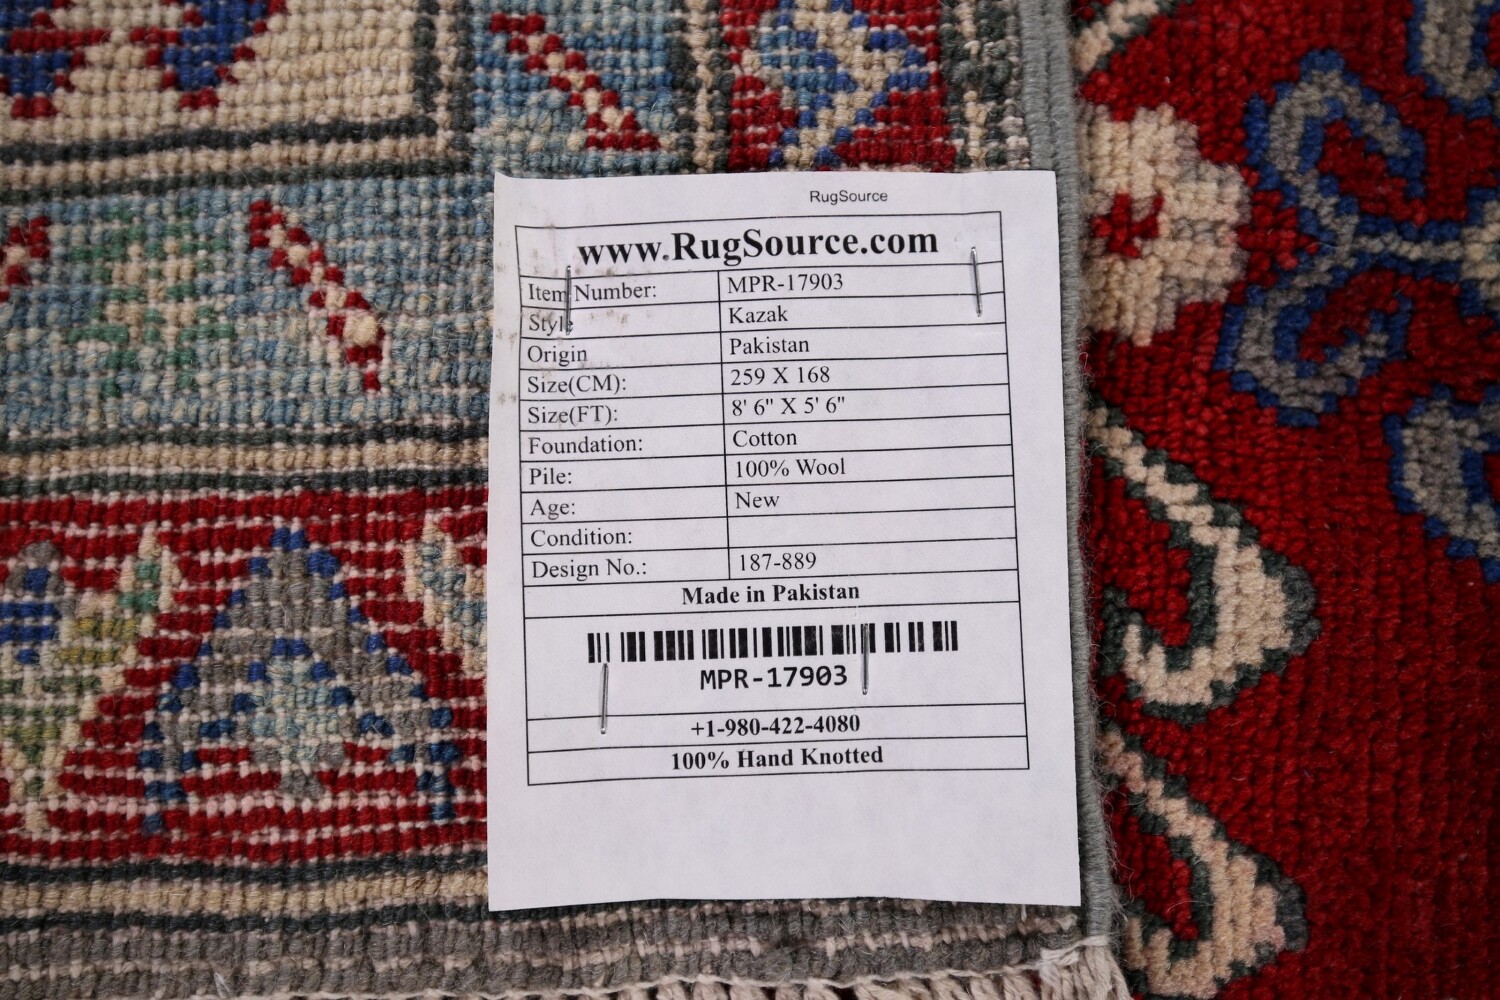 RugSource
www.RugSource.com
Item Number: MPR-17903
Style Kazak
Origin Pakistan
Size(CM): 259 X 168
Size(FT): 8' 6" X 5' 6"
Foundation: Cotton
Pile: 100% Wool
Age: New
Condition:
Design No.: 187-889
Made in Pakistan
MPR-17903
+1-980-422-4080
100% Hand Knotted